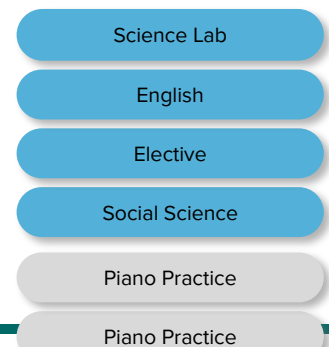 Science Lab
English
Elective
Social Science
Piano Practice
Piano Practice